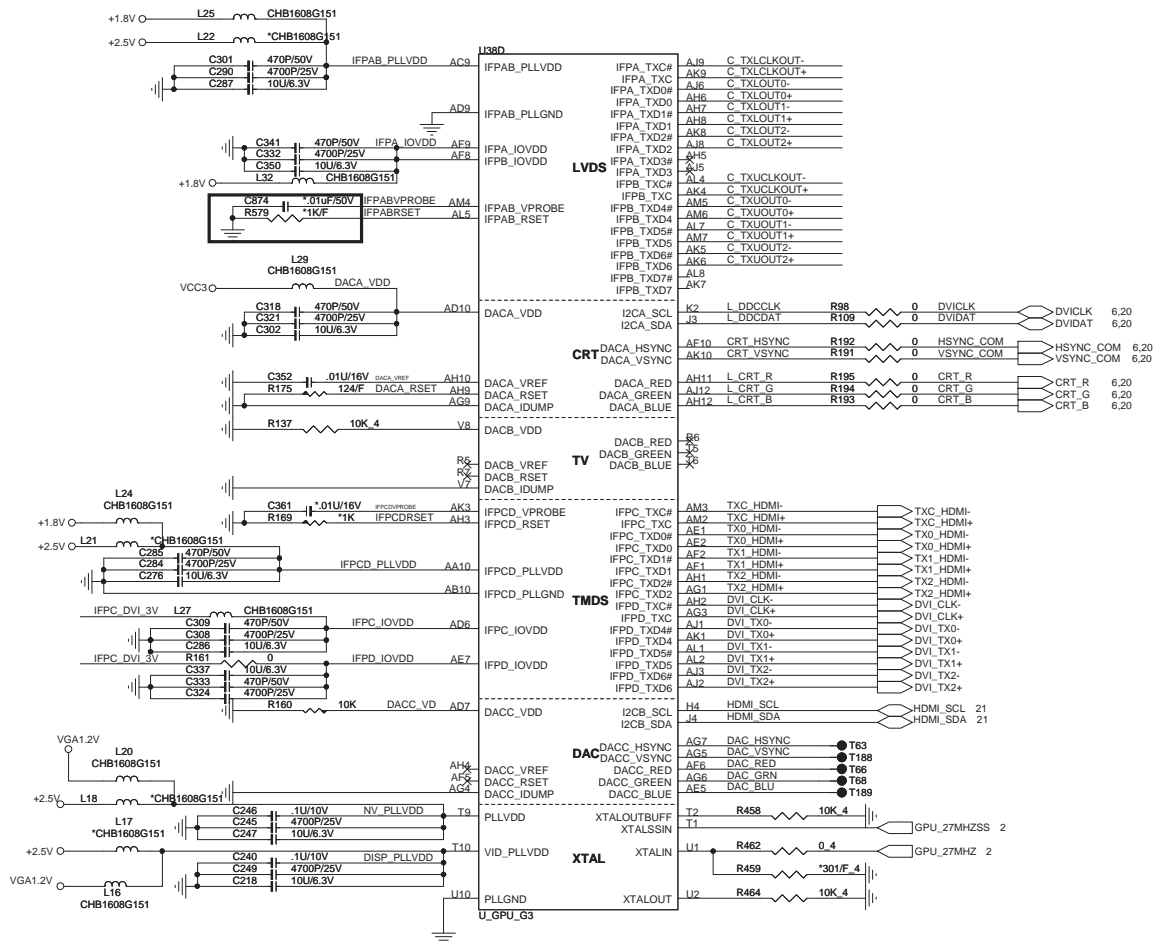 L25 CHB1608G151
+1.8V
L22 *CHB1608G151
+2.5V
C301 470P/50V IFPAB_PLLVDD AC9
C290 4700P/25V
C287 10U/6.3V
AD9
C341 470P/50V IFPA_IOVDD AF9
C332 4700P/25V AF8
C350 10U/6.3V
L32 CHB1608G151
+1.8V
C874 *.01uF/50V IFPABVPROBE AM4
R579 *1K/F IFPABRSET AL5
L29
CHB1608G151
VCC3 DACA_VDD
C318 470P/50V AD10
C321 4700P/25V
C302 10U/6.3V
C352 .01U/16V DACA_VREF AH10
R175 124/F DACA_RSET AH9
AG9
R137 10K_4 V8
R5
R7
V7
L24
CHB1608G151
+1.8V
C361 *.01U/16V IFPCDVPROBE AK3
R169 *1K IFPCDRSET AH3
+2.5V L21 *CHB1608G151
C285 470P/50V
C284 4700P/25V IFPCD_PLLVDD AA10
C276 10U/6.3V
AB10
IFPC_DVI_3V L27 CHB1608G151
C309 470P/50V IFPC_IOVDD AD6
C308 4700P/25V
C286 10U/6.3V
IFPC_DVI_3V R161 0 IFPD_IOVDD AE7
C337 10U/6.3V
C333 470P/50V
C324 4700P/25V
R160 10K DACC_VD AD7
VGA1.2V L20
CHB1608G151
AH4
AF5
AG4
+2.5V L18 *CHB1608G151
C246 .1U/10V NV_PLLVDD T9
C245 4700P/25V
C247 10U/6.3V
L17
*CHB1608G151
+2.5V
C240 .1U/10V DISP_PLLVDD T10
C249 4700P/25V
C218 10U/6.3V
VGA1.2V L16
CHB1608G151
U10
U38D
IFPAB_PLLVDD
IFPAB_PLLGND
IFPA_IOVDD
IFPB_IOVDD
IFPAB_VPROBE
IFPAB_RSET
DACA_VDD
DACA_VREF
DACA_RSET
DACA_IDUMP
DACB_VDD
DACB_VREF
DACB_RSET
DACB_IDUMP
IFPCD_VPROBE
IFPCD_RSET
IFPCD_PLLVDD
IFPCD_PLLGND
IFPC_IOVDD
IFPD_IOVDD
DACC_VDD
DACC_VREF
DACC_RSET
DACC_IDUMP
PLLVDD
VID_PLLVDD
PLLGND
U_GPU_G3
LVDS
CRT
TV
TMDS
DAC
XTAL
IFPA_TXC# AJ9 C_TXLCLKOUT-
IFPA_TXC AK9 C_TXLCLKOUT+
IFPA_TXD0# AJ6 C_TXLOUT0-
IFPA_TXD0 AH6 C_TXLOUT0+
IFPA_TXD1# AH7 C_TXLOUT1-
IFPA_TXD1 AH8 C_TXLOUT1+
IFPA_TXD2# AK8 C_TXLOUT2-
IFPA_TXD2 AJ8 C_TXLOUT2+
IFPA_TXD3# AH5
IFPA_TXD3 AJ5
IFPB_TXC# AL4 C_TXUCLKOUT-
IFPB_TXC AK4 C_TXUCLKOUT+
IFPB_TXD4# AM5 C_TXUOUT0-
IFPB_TXD4 AM6 C_TXUOUT0+
IFPB_TXD5# AL7 C_TXUOUT1-
IFPB_TXD5 AM7 C_TXUOUT1+
IFPB_TXD6# AK5 C_TXUOUT2-
IFPB_TXD6 AK6 C_TXUOUT2+
IFPB_TXD7# AL8
IFPB_TXD7 AK7
I2CA_SCL K2 L_DDCCLK R98 0 DVICLK DVICLK 6,20
I2CA_SDA J3 L_DDCDAT R109 0 DVIDAT DVIDAT 6,20
DACA_HSYNC AF10 CRT_HSYNC R192 0 HSYNC_COM HSYNC_COM 6,20
DACA_VSYNC AK10 CRT_VSYNC R191 0 VSYNC_COM VSYNC_COM 6,20
DACA_RED AH11 L_CRT_R R195 0 CRT_R CRT_R 6,20
DACA_GREEN AJ12 L_CRT_G R194 0 CRT_G CRT_G 6,20
DACA_BLUE AH12 L_CRT_B R193 0 CRT_B CRT_B 6,20
DACB_RED R6
DACB_GREEN T5
DACB_BLUE T6
IFPC_TXC# AM3 TXC_HDMI- TXC_HDMI-
IFPC_TXC AM2 TXC_HDMI+ TXC_HDMI+
IFPC_TXD0# AE1 TX0_HDMI- TX0_HDMI-
IFPC_TXD0 AE2 TX0_HDMI+ TX0_HDMI+
IFPC_TXD1# AF2 TX1_HDMI- TX1_HDMI-
IFPC_TXD1 AF1 TX1_HDMI+ TX1_HDMI+
IFPC_TXD2# AH1 TX2_HDMI- TX2_HDMI-
IFPC_TXD2 AG1 TX2_HDMI+ TX2_HDMI+
IFPD_TXC# AH2 DVI_CLK- DVI_CLK-
IFPD_TXC AG3 DVI_CLK+ DVI_CLK+
IFPD_TXD4# AJ1 DVI_TX0- DVI_TX0-
IFPD_TXD4 AK1 DVI_TX0+ DVI_TX0+
IFPD_TXD5# AL1 DVI_TX1- DVI_TX1-
IFPD_TXD5 AL2 DVI_TX1+ DVI_TX1+
IFPD_TXD6# AJ3 DVI_TX2- DVI_TX2-
IFPD_TXD6 AJ2 DVI_TX2+ DVI_TX2+
I2CB_SCL H4 HDMI_SCL HDMI_SCL 21
I2CB_SDA J4 HDMI_SDA HDMI_SDA 21
DACC_HSYNC AG7 DAC_HSYNC T63
DACC_VSYNC AG5 DAC_VSYNC T188
DACC_RED AF6 DAC_RED T66
DACC_GREEN AG6 DAC_GRN T68
DACC_BLUE AE5 DAC_BLU T189
XTALOUTBUFF T2 R458 10K_4
XTALSSIN T1 GPU_27MHZSS 2
XTALIN U1 R462 0_4 GPU_27MHZ 2
R459 *301/F_4
XTALOUT U2 R464 10K_4